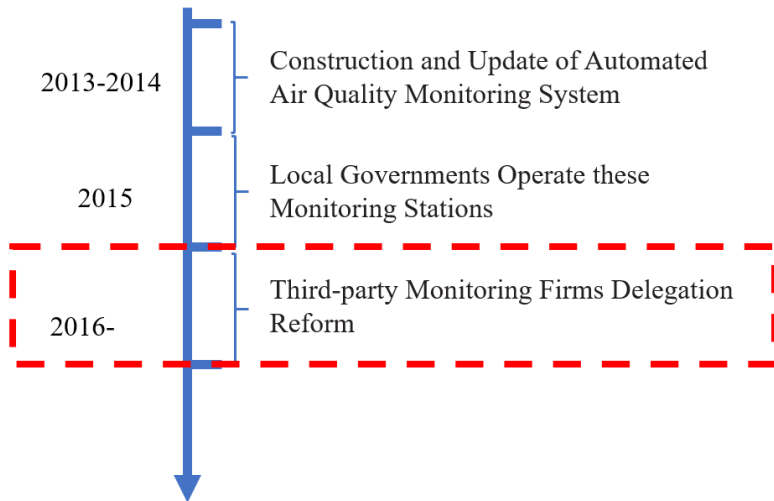 2013-2014
Construction and Update of Automated
Air Quality Monitoring System
2015
Local Governments Operate these
Monitoring Stations
2016-
Third-party Monitoring Firms Delegation
Reform